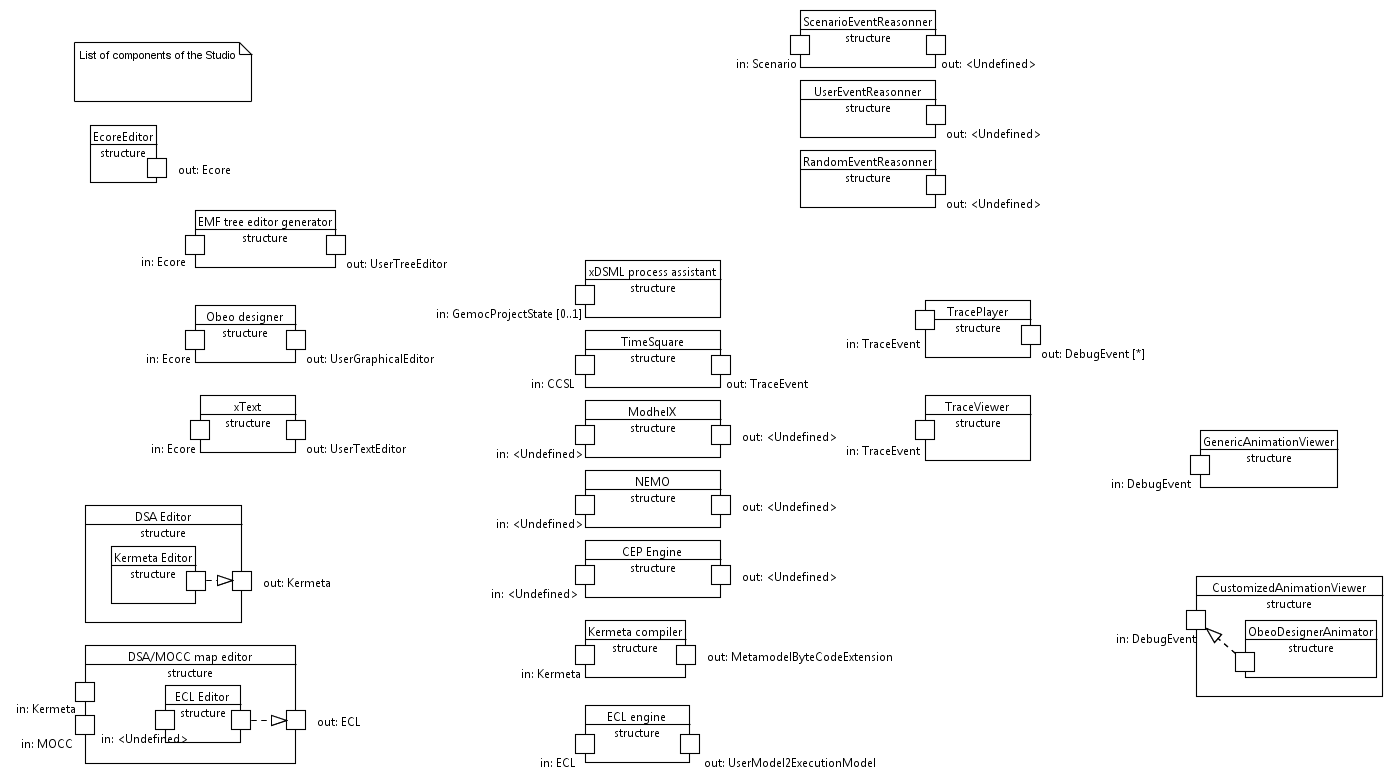 List of components of the Studio
EcoreEditor
structure
out: Ecore
EMF tree editor generator
structure
in: Ecore
out: UserTreeEditor
Obeo designer
structure
in: Ecore
out: UserGraphicalEditor
xText
structure
in: Ecore
out: UserTextEditor
DSA Editor
structure
Kermeta Editor
structure
out: Kermeta
DSA/MOCC map editor
structure
ECL Editor
structure
in: Kermeta
in: MOCC
in: <Undefined>
out: ECL
xDSML process assistant
structure
in: GemocProjectState [0..1]
TimeSquare
structure
in: CCSL
out: TraceEvent
ModhelX
structure
in: <Undefined>
out: <Undefined>
NEMO
structure
in: <Undefined>
out: <Undefined>
CEP Engine
structure
in: <Undefined>
out: <Undefined>
Kermeta compiler
structure
in: Kermeta
out: MetamodelByteCodeExtension
ECL engine
structure
in: ECL
out: UserModel2ExecutionModel
ScenarioEventReasonner
structure
in: Scenario
out: <Undefined>
UserEventReasonner
structure
out: <Undefined>
RandomEventReasonner
structure
out: <Undefined>
TracePlayer
structure
in: TraceEvent
out: DebugEvent [*]
TraceViewer
structure
in: TraceEvent
GenericAnimationViewer
structure
in: DebugEvent
CustomizedAnimationViewer
structure
in: DebugEvent
ObeoDesignerAnimator
structure